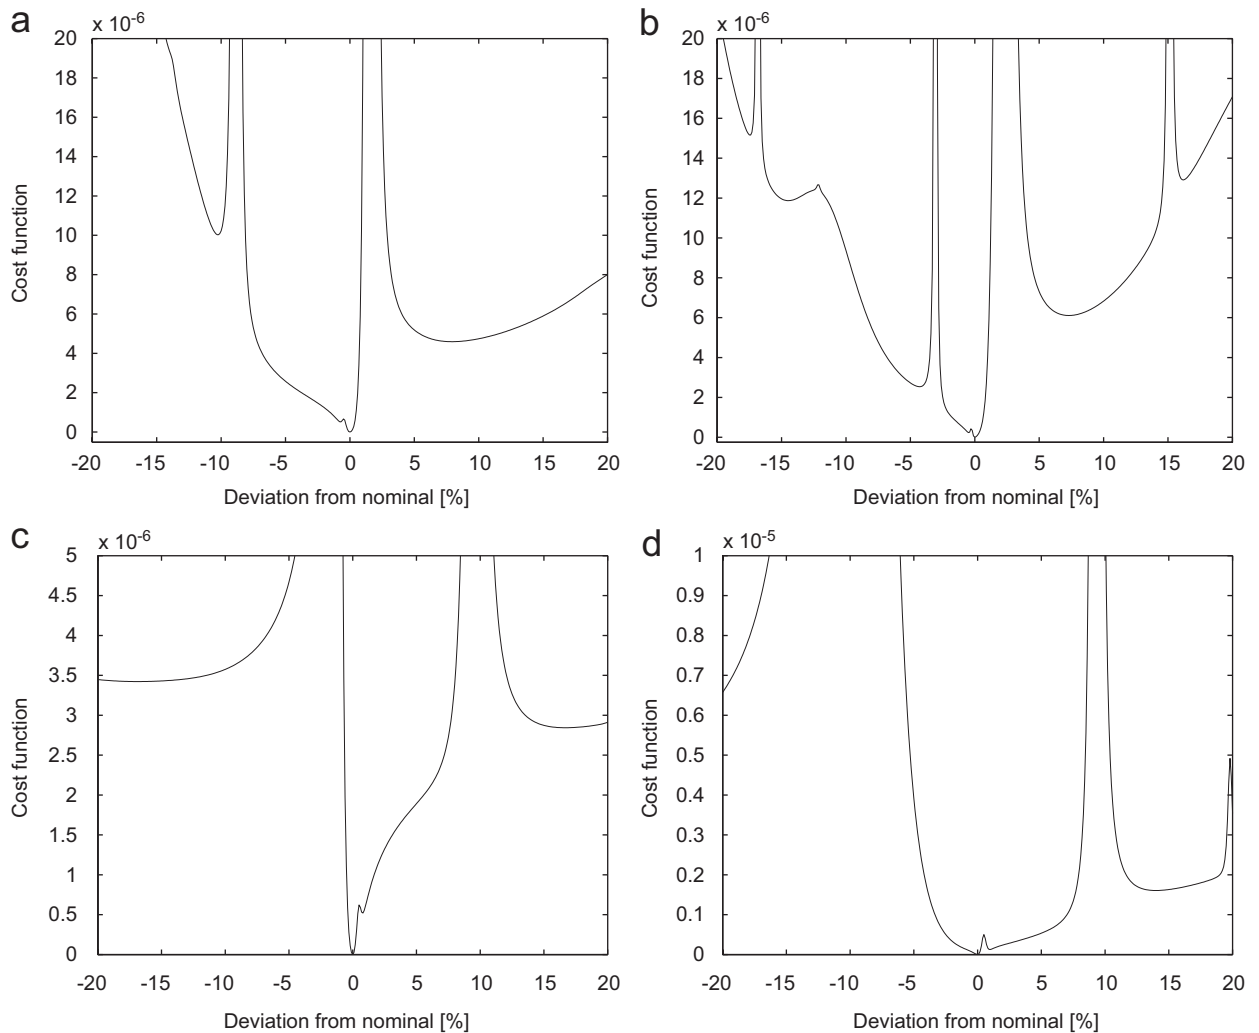 a
x 10-6
20
18
16
14
12
10
8
6
4
2
0
Cost function
-20 -15 -10 -5 0 5 10 15 20
Deviation from nominal [%]
b
x 10-6
20
18
16
14
12
10
8
6
4
2
0
Cost function
-20 -15 -10 -5 0 5 10 15 20
Deviation from nominal [%]
c
x 10-6
5
4.5
4
3.5
3
2.5
2
1.5
1
0.5
0
Cost function
-20 -15 -10 -5 0 5 10 15 20
Deviation from nominal [%]
d
x 10-5
1
0.9
0.8
0.7
0.6
0.5
0.4
0.3
0.2
0.1
0
Cost function
-20 -15 -10 -5 0 5 10 15 20
Deviation from nominal [%]